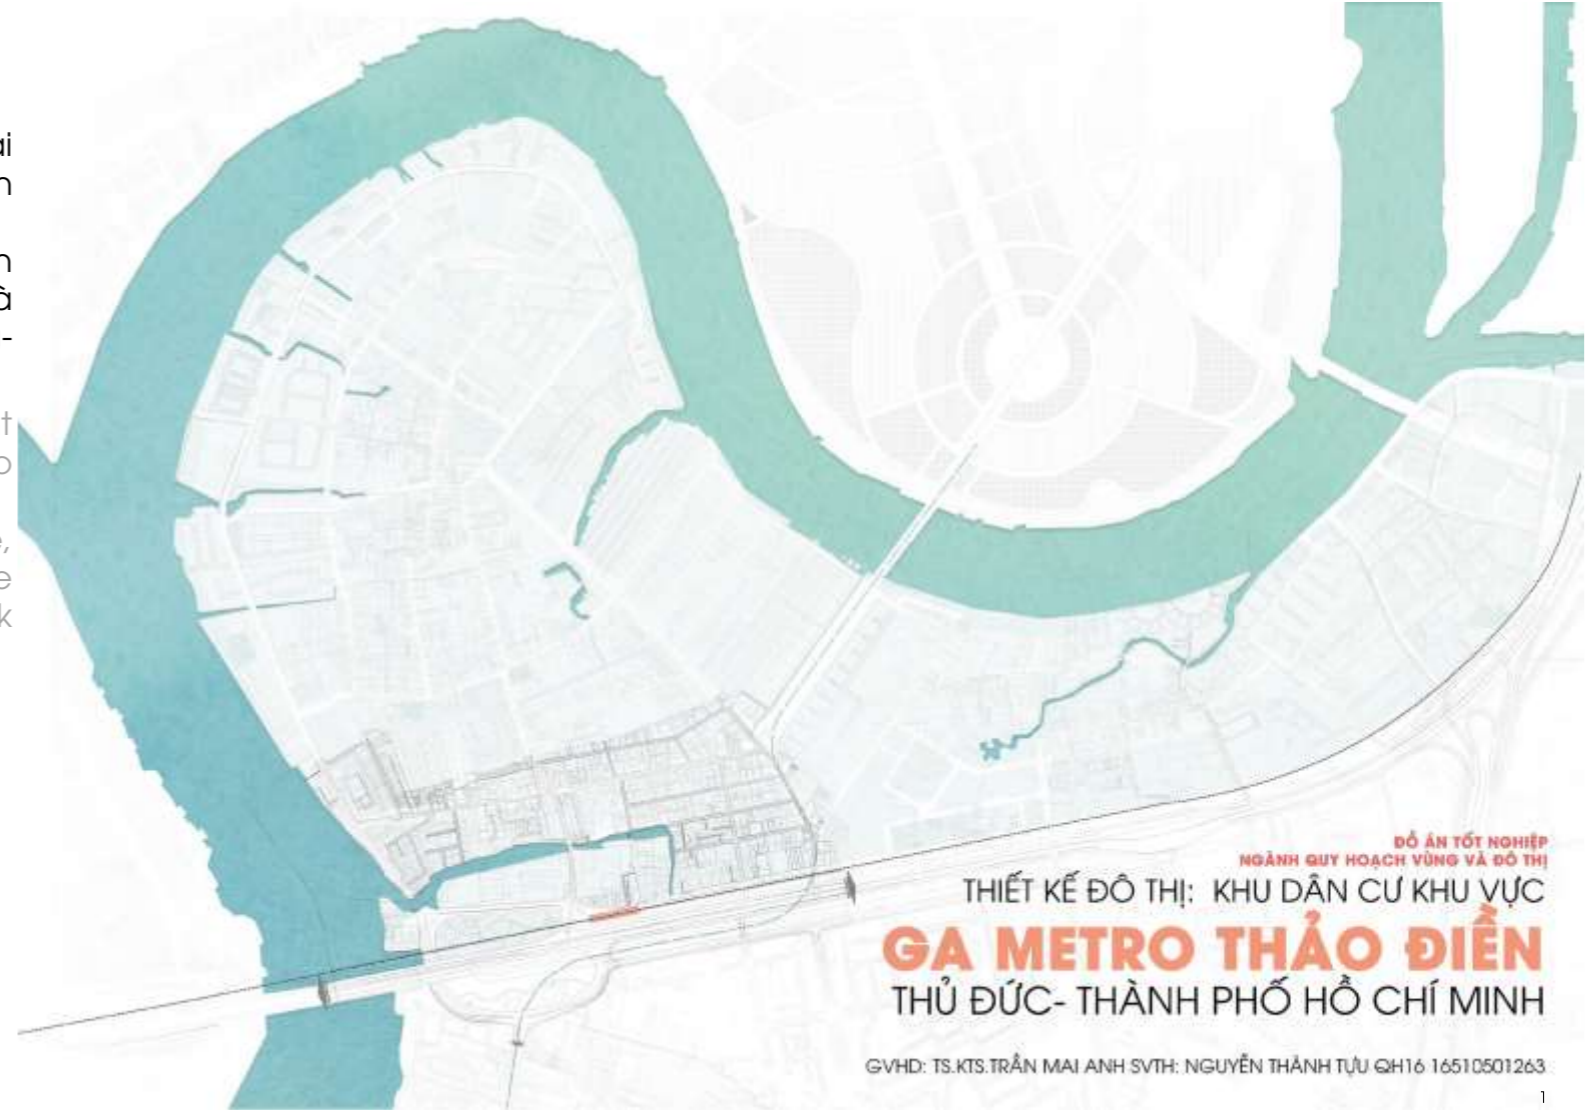 ĐỒ ÁN TỐT NGHIỆP
NGÀNH QUY HOẠCH VÙNG VÀ ĐÔ THỊ
THIẾT KẾ ĐÔ THỊ: KHU DÂN CƯ KHU VỰC
GA METRO THẢO ĐIỀN
THỦ ĐỨC- THÀNH PHỐ HỒ CHÍ MINH
GVHD: TS.KTS.TRẦN MAI ANH SVTH: NGUYỄN THÀNH TỰU QH16 16510501263
1